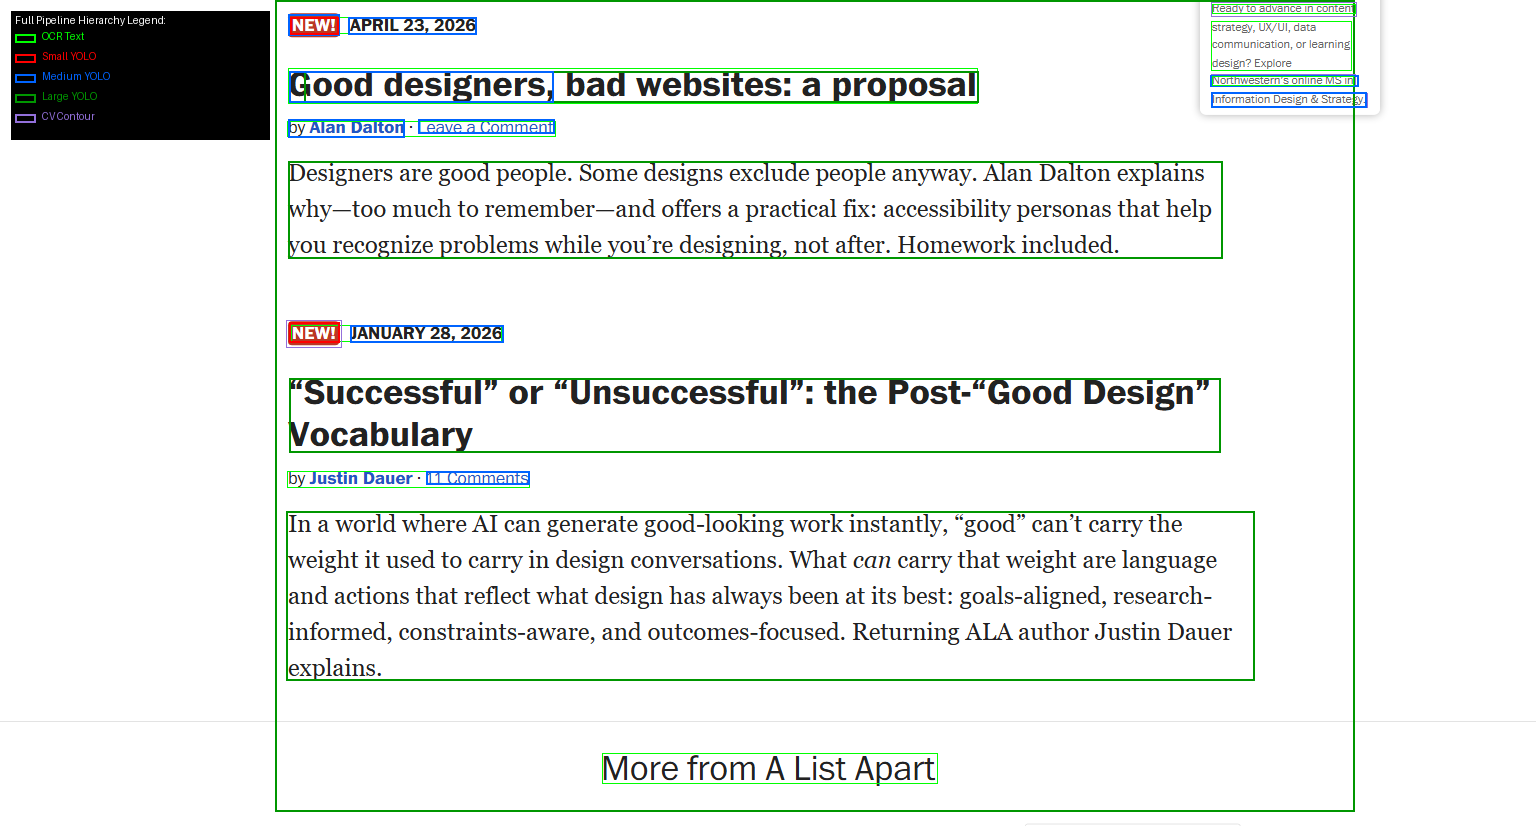 Full Pipeline Hierarchy Legend:
OCR Text
Small YOLO
Medium YOLO
Large YOLO
CV Contour
NEW! APRIL 23, 2026
Good designers, bad websites: a proposal
by Alan Dalton · Leave a Comment
Designers are good people. Some designs exclude people anyway. Alan Dalton explains
why—too much to remember—and offers a practical fix: accessibility personas that help
you recognize problems while you’re designing, not after. Homework included.
NEW! JANUARY 28, 2026
“Successful” or “Unsuccessful”: the Post-“Good Design”
Vocabulary
by Justin Dauer · 11 Comments
In a world where AI can generate good-looking work instantly, “good” can’t carry the
weight it used to carry in design conversations. What can carry that weight are language
and actions that reflect what design has always been at its best: goals-aligned, research-
informed, constraints-aware, and outcomes-focused. Returning ALA author Justin Dauer
explains.
More from A List Apart
Ready to advance in content
strategy, UX/UI, data
communication, or learning
design? Explore
Northwestern's online MS in
Information Design & Strategy.